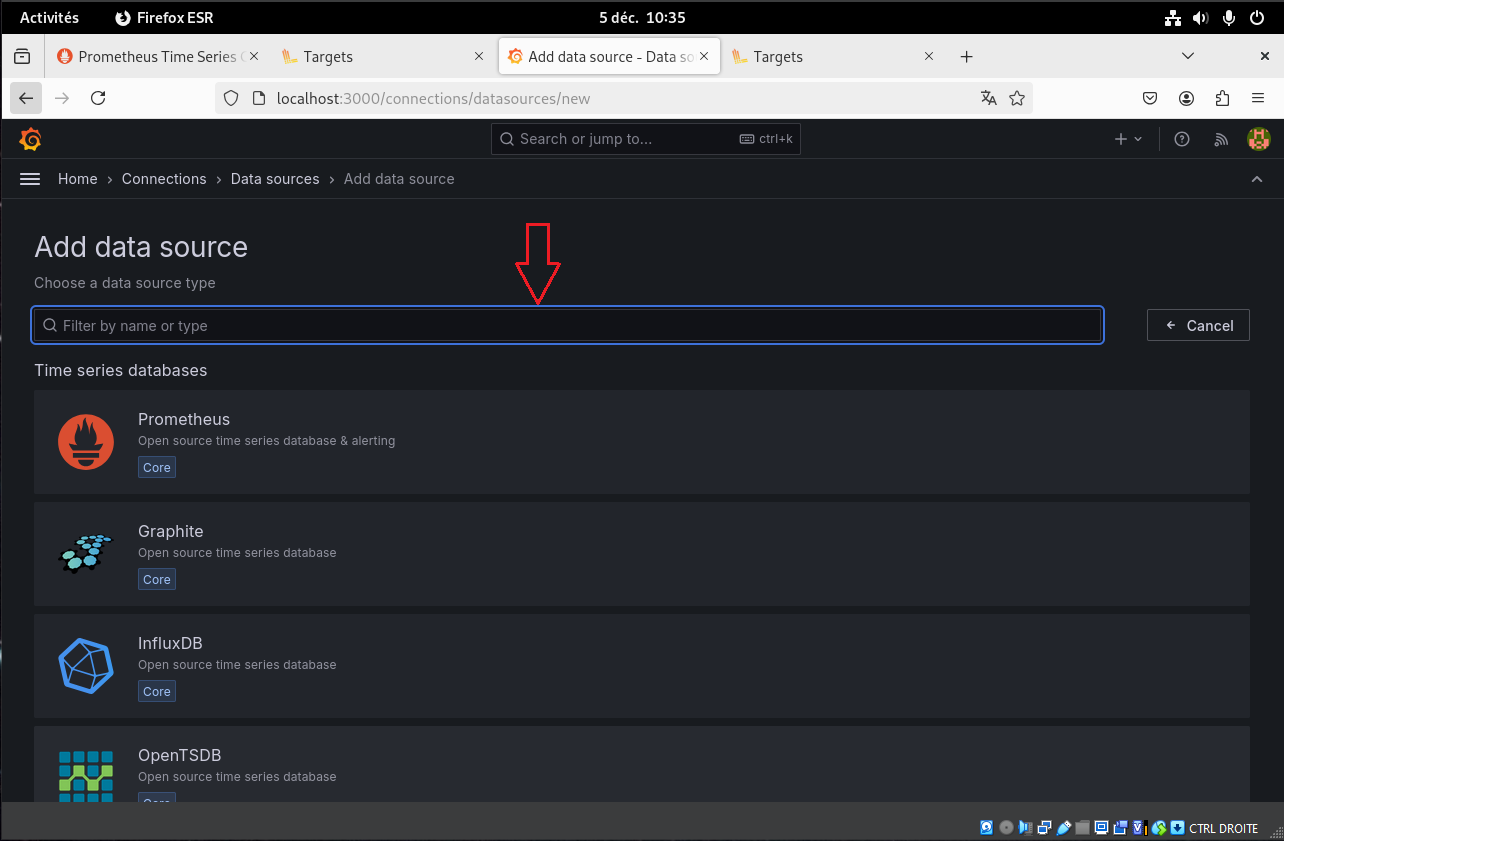 Activités
Firefox ESR
5 déc. 10:35
Prometheus Time Series
Targets
Add data source - Data so
Targets
localhost:3000/connections/datasources/new
Search or jump to...
ctrl+k
Home › Connections › Data sources › Add data source
Add data source
Choose a data source type
Filter by name or type
Cancel
Time series databases
Prometheus
Open source time series database & alerting
Core
Graphite
Open source time series database
Core
InfluxDB
Open source time series database
Core
OpenTSDB
Open source time series database
Core
CTRL DROITE